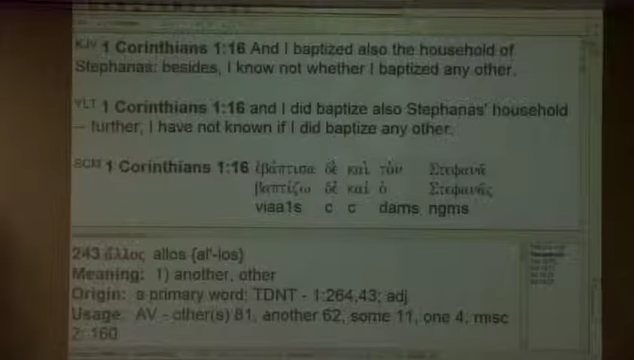 KJV 1 Corinthians 1:16 And I baptized also the household of
Stephanas: besides, I know not whether I baptized any other.
YLT 1 Corinthians 1:16 and I did baptize also Stephanas' household
— further, I have not known if I did baptize any other.
1 Corinthians 1:16 ἐβάπτισα δὲ καὶ τὸν Στεφανᾶ
βαπτίζω δέ καί ὁ Στεφανᾶς
viaa1s c c dams ngms
243 ἄλλος allos {al'-los}
Meaning: 1) another, other
Origin: a primary word; TDNT - 1:264,43; adj
Usage: AV - other(s) 81, another 62, some 11, one 4, misc
2; 160